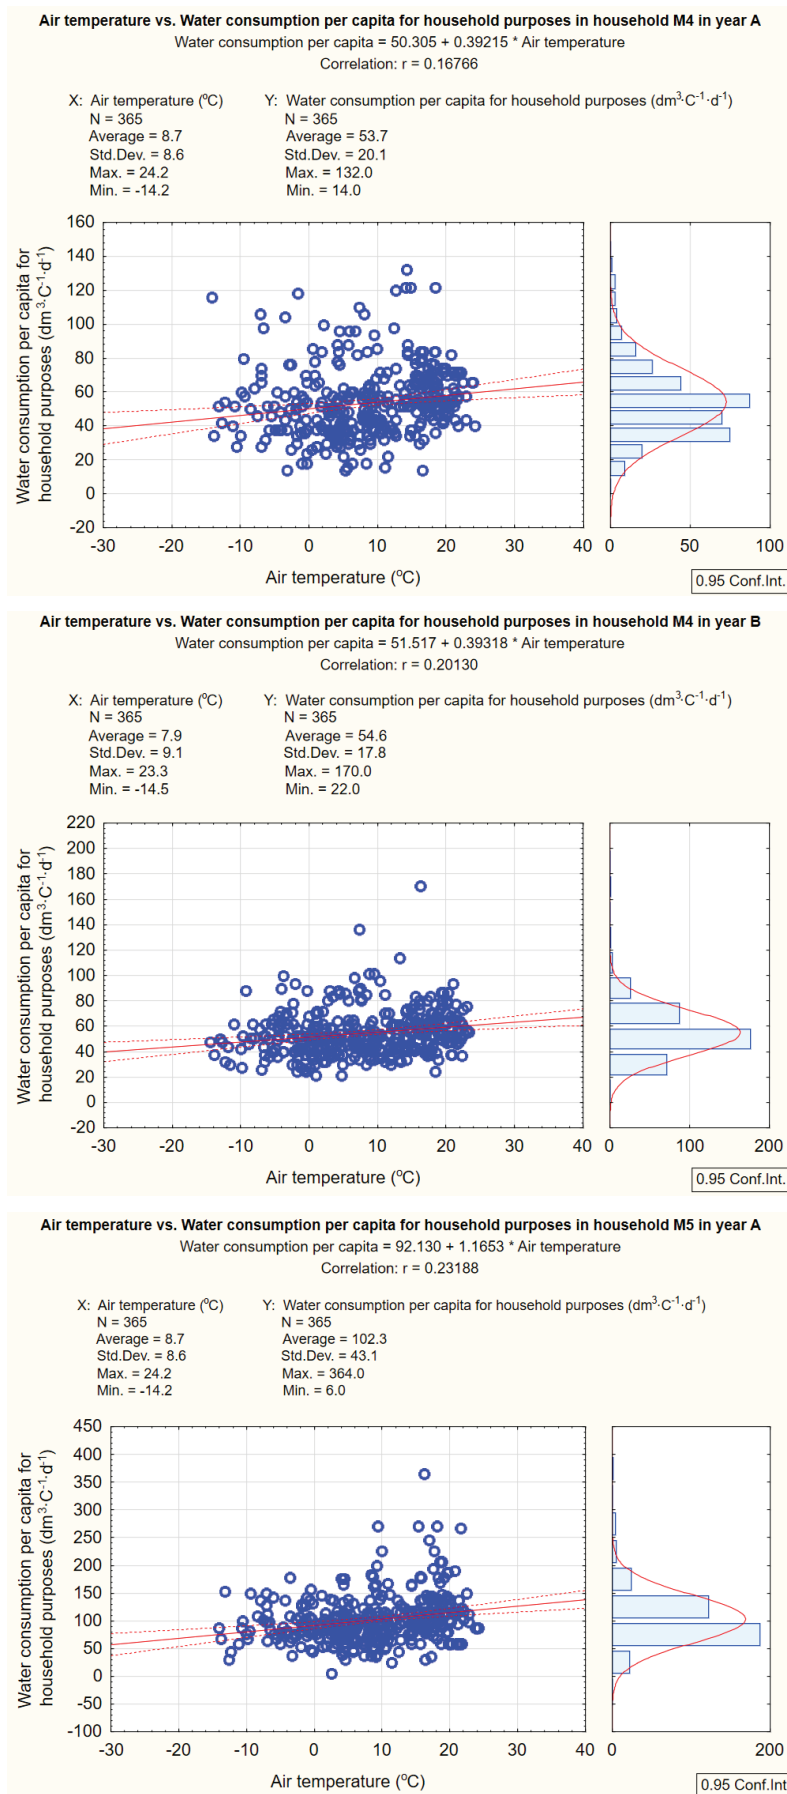 Air temperature vs. Water consumption per capita for household purposes in household M4 in year A
Water consumption per capita = 50.305 + 0.39215 * Air temperature
Correlation: r = 0.16766
X: Air temperature (⁰C) Y: Water consumption per capita for household purposes (dm³·C⁻¹·d⁻¹)
N = 365 N = 365
Average = 8.7 Average = 53.7
Std.Dev. = 8.6 Std.Dev. = 20.1
Max. = 24.2 Max. = 132.0
Min. = -14.2 Min. = 14.0
Water consumption per capita for
household purposes (dm³·C⁻¹·d⁻¹)
160
140
120
100
80
60
40
20
0
-20
-30 -20 -10 0 10 20 30 40 0 50 100
Air temperature (⁰C)
0.95 Conf.Int.
Air temperature vs. Water consumption per capita for household purposes in household M4 in year B
Water consumption per capita = 51.517 + 0.39318 * Air temperature
Correlation: r = 0.20130
X: Air temperature (⁰C) Y: Water consumption per capita for household purposes (dm³·C⁻¹·d⁻¹)
N = 365 N = 365
Average = 7.9 Average = 54.6
Std.Dev. = 9.1 Std.Dev. = 17.8
Max. = 23.3 Max. = 170.0
Min. = -14.5 Min. = 22.0
Water consumption per capita for
household purposes (dm³·C⁻¹·d⁻¹)
220
200
180
160
140
120
100
80
60
40
20
0
-20
-30 -20 -10 0 10 20 30 40 0 100 200
Air temperature (⁰C)
0.95 Conf.Int.
Air temperature vs. Water consumption per capita for household purposes in household M5 in year A
Water consumption per capita = 92.130 + 1.1653 * Air temperature
Correlation: r = 0.23188
X: Air temperature (⁰C) Y: Water consumption per capita for household purposes (dm³·C⁻¹·d⁻¹)
N = 365 N = 365
Average = 8.7 Average = 102.3
Std.Dev. = 8.6 Std.Dev. = 43.1
Max. = 24.2 Max. = 364.0
Min. = -14.2 Min. = 6.0
Water consumption per capita for
household purposes (dm³·C⁻¹·d⁻¹)
450
400
350
300
250
200
150
100
50
0
-50
-100
-30 -20 -10 0 10 20 30 40 0 200
Air temperature (⁰C)
0.95 Conf.Int.